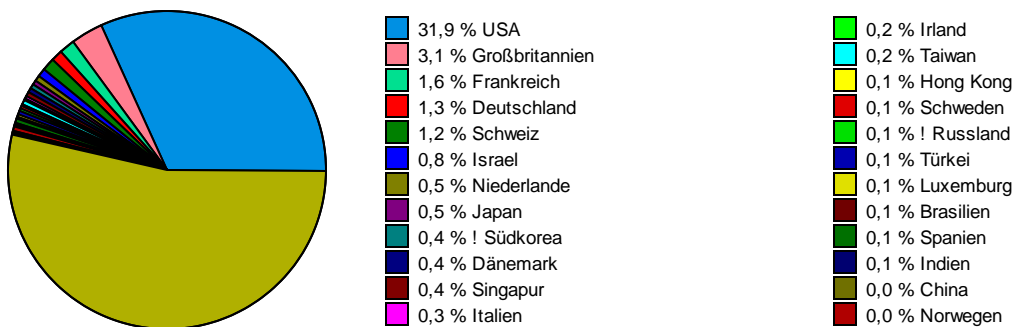 31,9 % USA
3,1 % Großbritannien
1,6 % Frankreich
1,3 % Deutschland
1,2 % Schweiz
0,8 % Israel
0,5 % Niederlande
0,5 % Japan
0,4 % ! Südkorea
0,4 % Dänemark
0,4 % Singapur
0,3 % Italien
0,2 % Irland
0,2 % Taiwan
0,1 % Hong Kong
0,1 % Schweden
0,1 % ! Russland
0,1 % Türkei
0,1 % Luxemburg
0,1 % Brasilien
0,1 % Spanien
0,1 % Indien
0,0 % China
0,0 % Norwegen